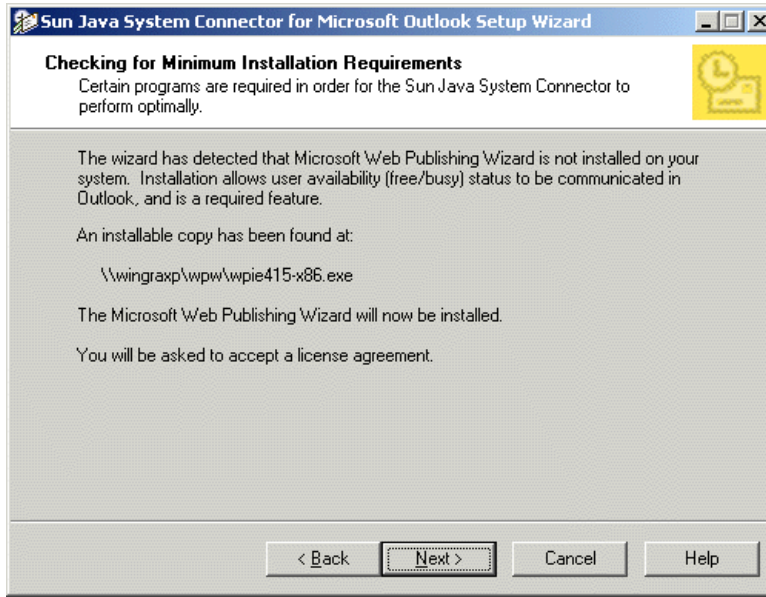 Sun Java System Connector for Microsoft Outlook Setup Wizard
Checking for Minimum Installation Requirements
Certain programs are required in order for the Sun Java System Connector to
perform optimally.
The wizard has detected that Microsoft Web Publishing Wizard is not installed on your
system.  Installation allows user availability (free/busy) status to be communicated in
Outlook, and is a required feature.
An installable copy has been found at:
\\wingraxp\wpw\wpie415-x86.exe
The Microsoft Web Publishing Wizard will now be installed.
You will be asked to accept a license agreement.
< Back Next > Cancel Help